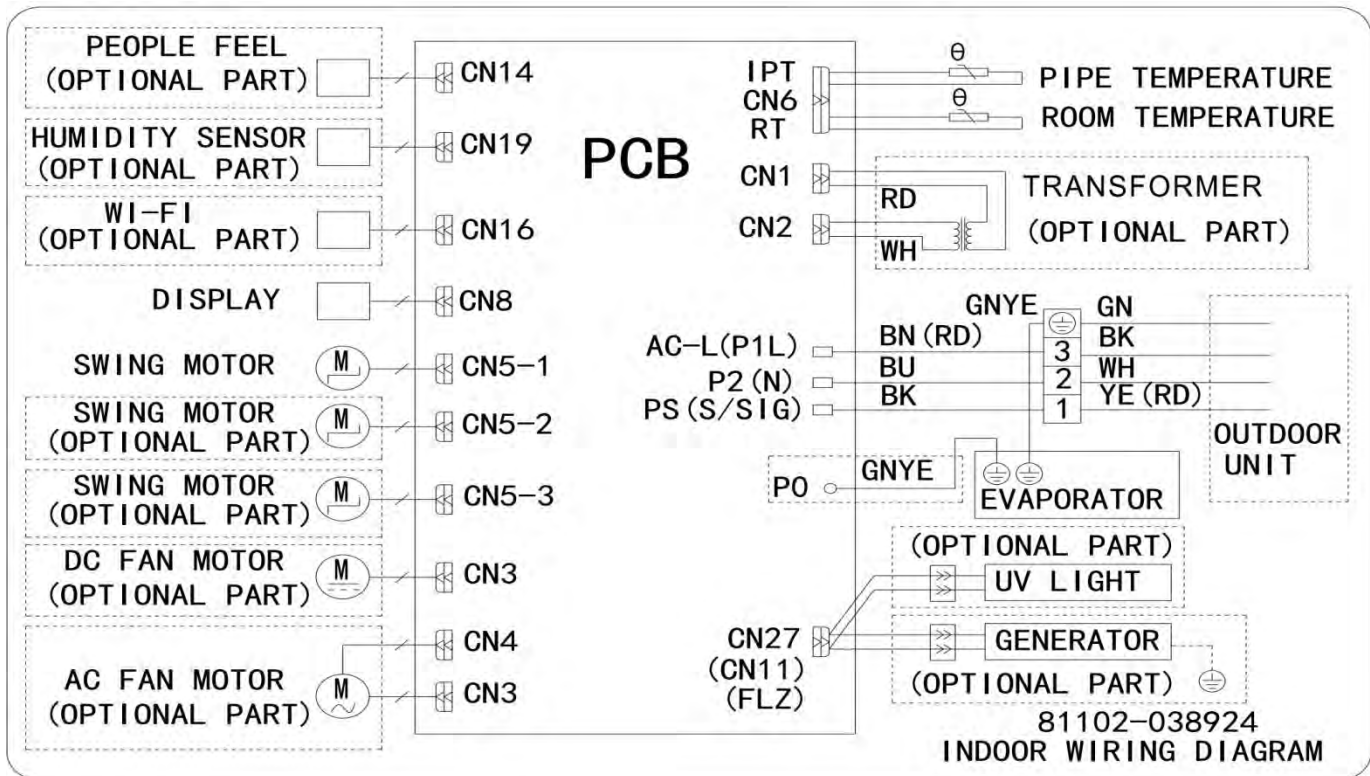 PEOPLE FEEL
(OPTIONAL PART)
CN14
HUMIDITY SENSOR
(OPTIONAL PART)
CN19
WI-FI
(OPTIONAL PART)
CN16
DISPLAY
CN8
SWING MOTOR
M
CN5-1
SWING MOTOR
(OPTIONAL PART)
M
CN5-2
SWING MOTOR
(OPTIONAL PART)
M
CN5-3
DC FAN MOTOR
(OPTIONAL PART)
M
CN3
CN4
AC FAN MOTOR
(OPTIONAL PART)
M
CN3
PCB
IPT
CN6
RT
θ
PIPE TEMPERATURE
θ
ROOM TEMPERATURE
CN1
CN2
RD
WH
TRANSFORMER
(OPTIONAL PART)
GNYE
GN
AC-L(P1L)
BN(RD)
3
BK
P2(N)
BU
2
WH
PS(S/SIG)
BK
1
YE(RD)
OUTDOOR
UNIT
P0
GNYE
EVAPORATOR
(OPTIONAL PART)
UV LIGHT
CN27
(CN11)
(FLZ)
GENERATOR
(OPTIONAL PART)
81102-038924
INDOOR WIRING DIAGRAM